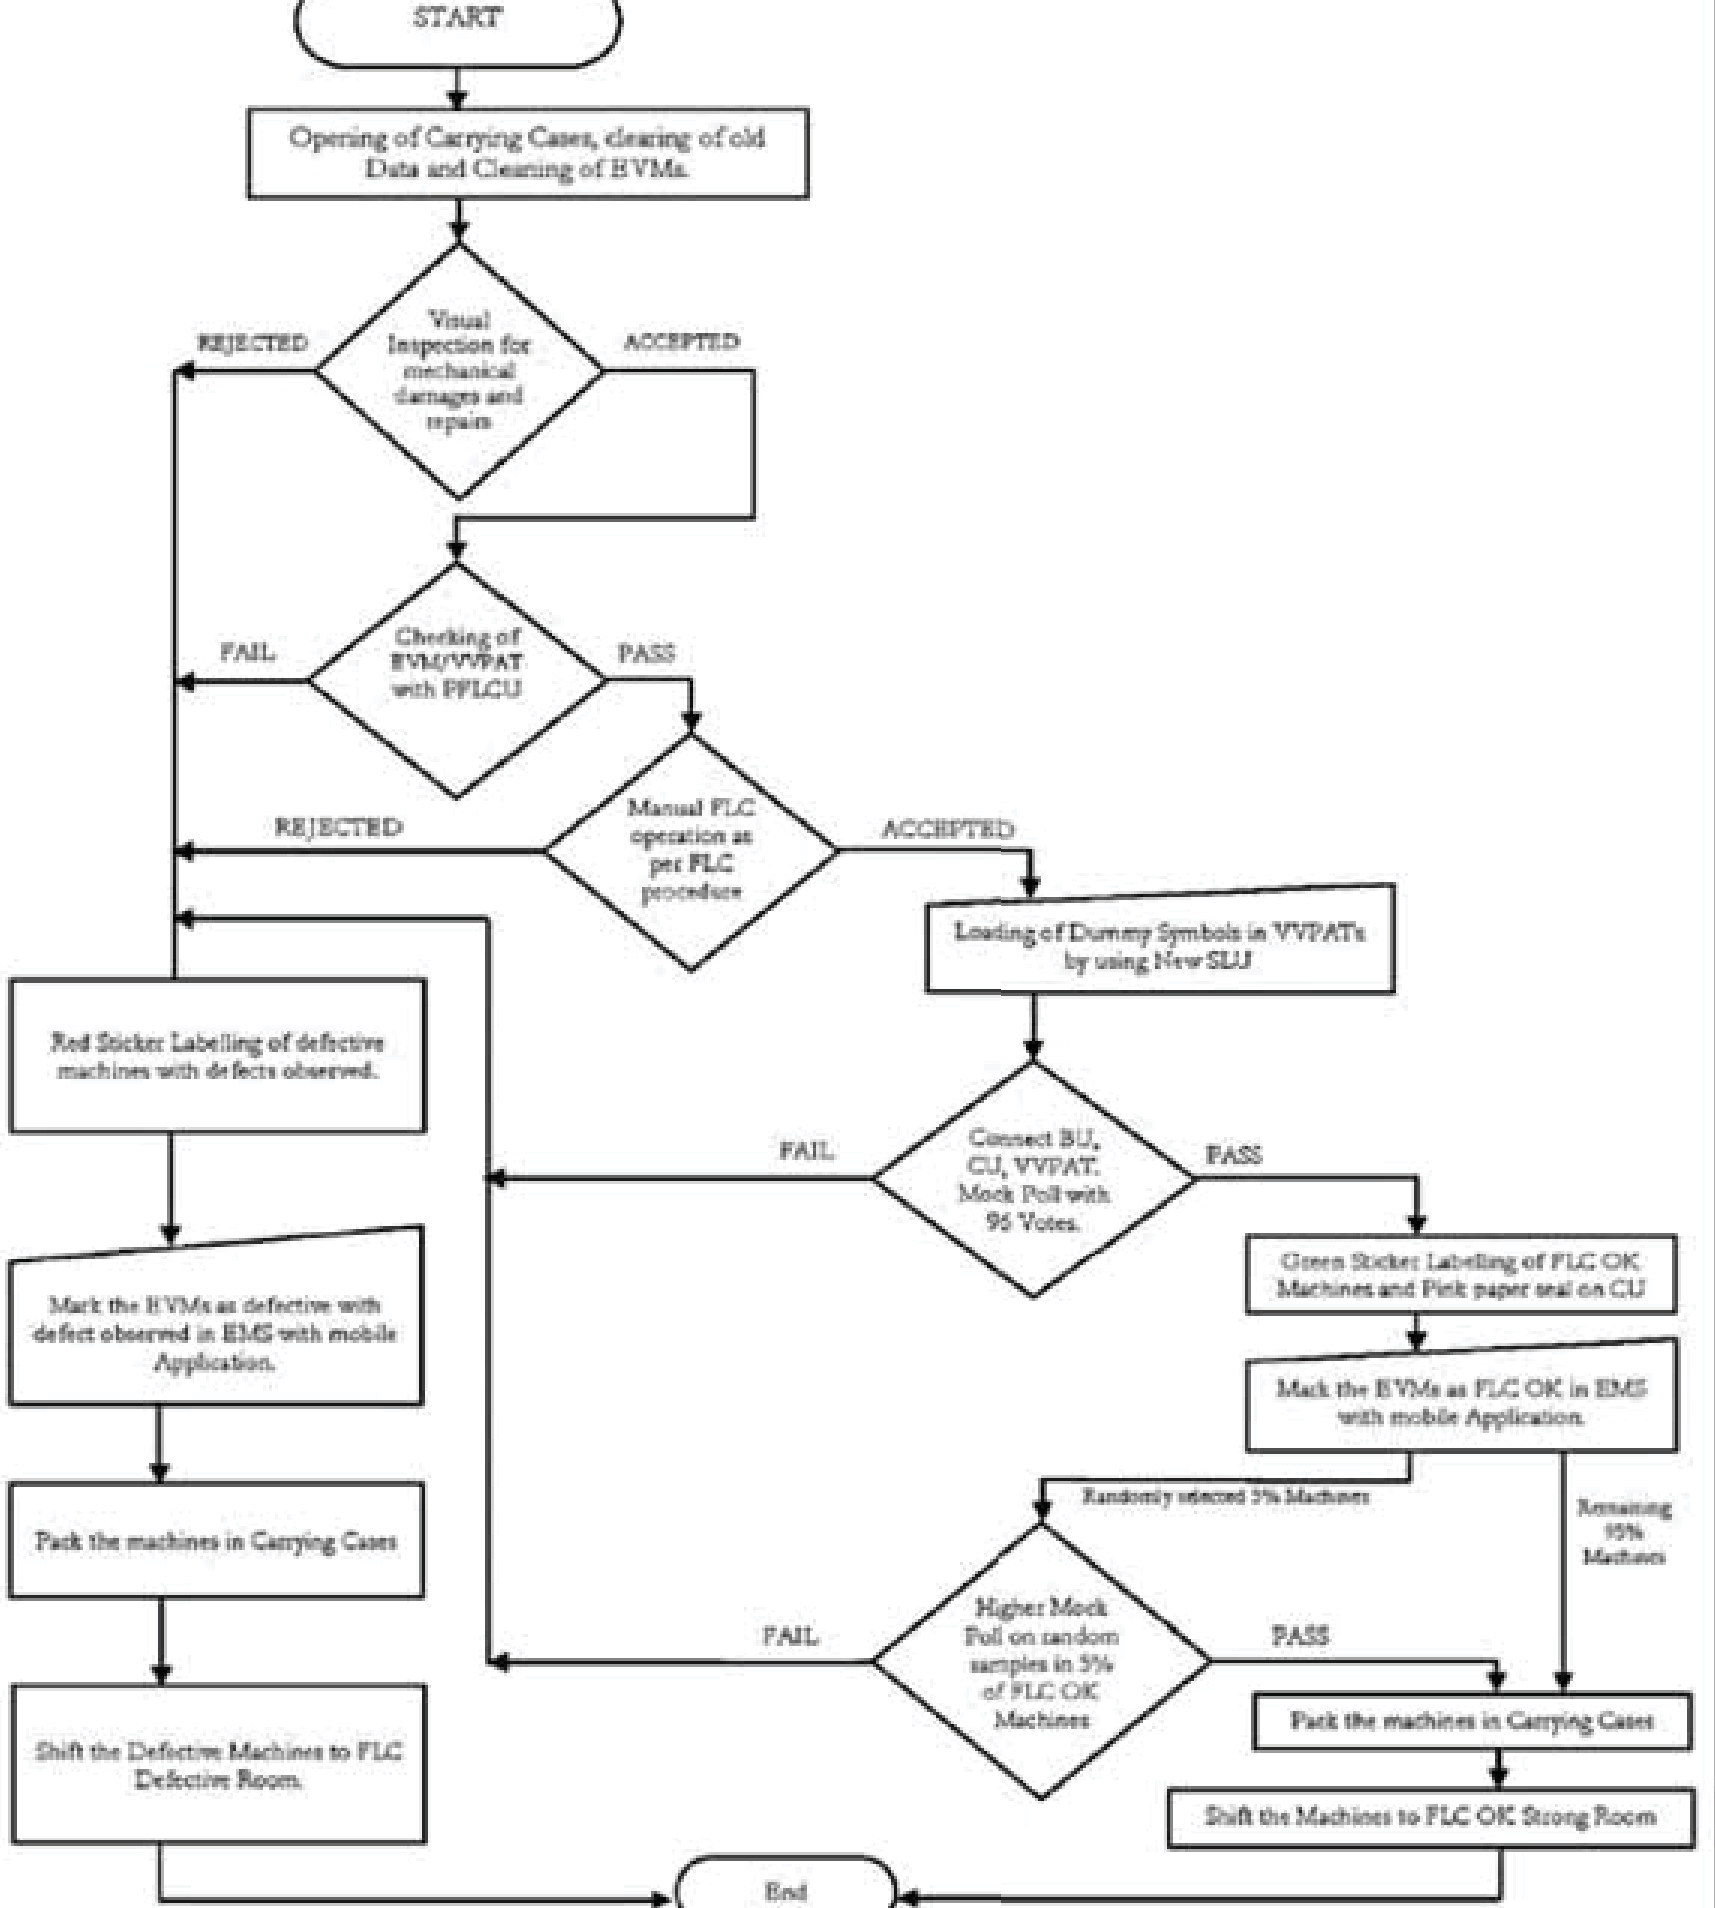 START
Opening of Carrying Cases, clearing of old
Data and Cleaning of EVMs.
Visual
Inspection for
mechanical
damages and
repairs
REJECTED
ACCEPTED
Checking of
EVM/VVPAT
with PFLCU
FAIL
PASS
Manual FLC
operation as
per FLC
procedure
REJECTED
ACCEPTED
Loading of Dummy Symbols in VVPATs
by using New SLU
Red Sticker Labelling of defective
machines with defects observed.
Connect BU,
CU, VVPAT.
Mock Poll with
96 Votes.
FAIL
PASS
Green Sticker Labelling of FLC OK
Machines and Pink paper seal on CU
Mark the EVMs as defective with
defect observed in EMS with mobile
Application.
Mark the EVMs as FLC OK in EMS
with mobile Application
Randomly selected 5% Machines
Remaining
95%
Machines
Pack the machines in Carrying Cases
Higher Mock
Poll on random
samples in 5%
of FLC OK
Machines
FAIL
PASS
Pack the machines in Carrying Cases
Shift the Defective Machines to FLC
Defective Room.
Shift the Machines to FLC OK Strong Room
End